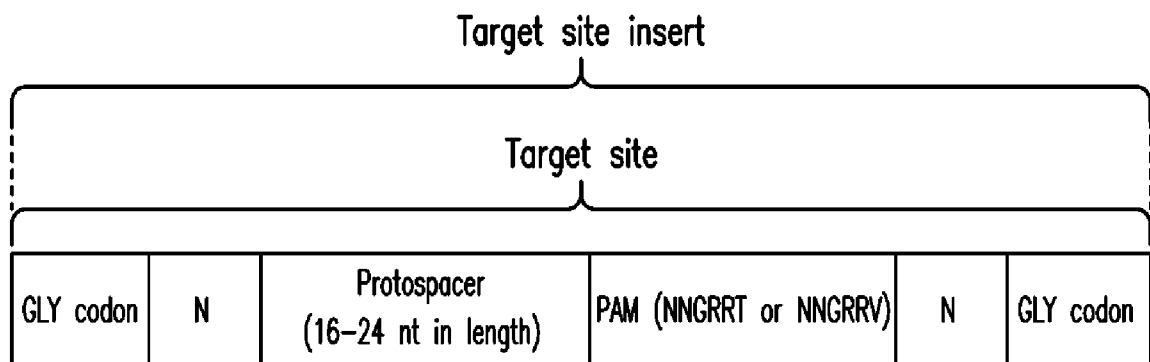 Target site insert
Target site
GLY codon
N
Protospacer
(16-24 nt in length)
PAM (NNGRRT or NNGRRV)
N
GLY codon